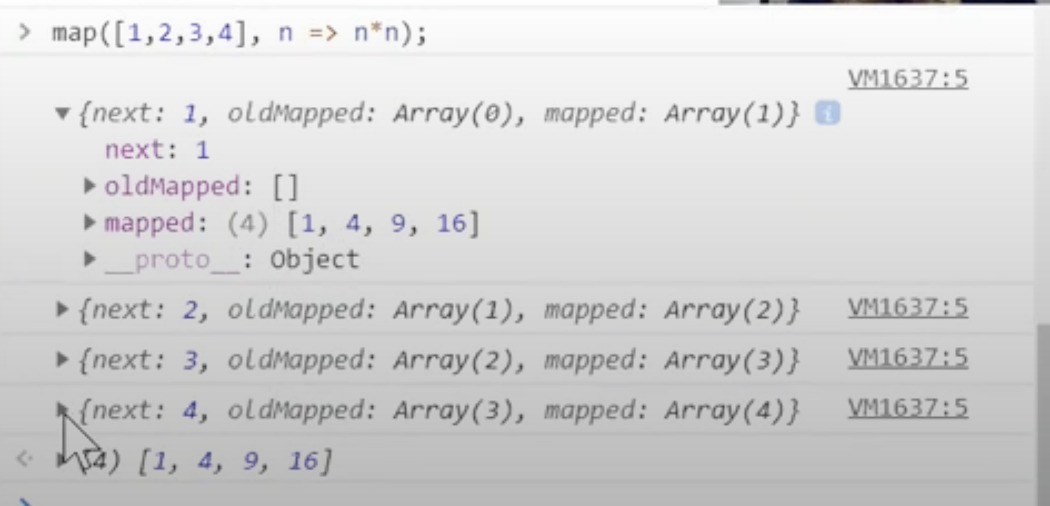 > map([1,2,3,4], n => n*n);
VM1637:5
▼{next: 1, oldMapped: Array(0), mapped: Array(1)} i
next: 1
▶oldMapped: []
▶mapped: (4) [1, 4, 9, 16]
▶__proto__: Object
▶{next: 2, oldMapped: Array(1), mapped: Array(2)} VM1637:5
▶{next: 3, oldMapped: Array(2), mapped: Array(3)} VM1637:5
▶{next: 4, oldMapped: Array(3), mapped: Array(4)} VM1637:5
▶(4) [1, 4, 9, 16]